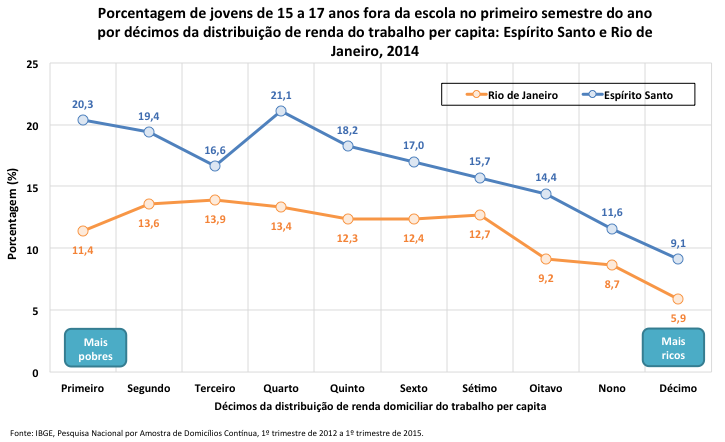 Porcentagem de jovens de 15 a 17 anos fora da escola no primeiro semestre do ano
por décimos da distribuição de renda do trabalho per capita: Espírito Santo e Rio de
Janeiro, 2014
25
20
15
10
5
0
Porcentagem (%)
Rio de Janeiro
Espírito Santo
20,3
19,4
16,6
21,1
18,2
17,0
15,7
14,4
11,6
9,1
11,4
13,6
13,9
13,4
12,3
12,4
12,7
9,2
8,7
5,9
Mais
pobres
Mais
ricos
Primeiro Segundo Terceiro Quarto Quinto Sexto Sétimo Oitavo Nono Décimo
Décimos da distribuição de renda domiciliar do trabalho per capita
Fonte: IBGE, Pesquisa Nacional por Amostra de Domicílios Contínua, 1º trimestre de 2012 a 1º trimestre de 2015.